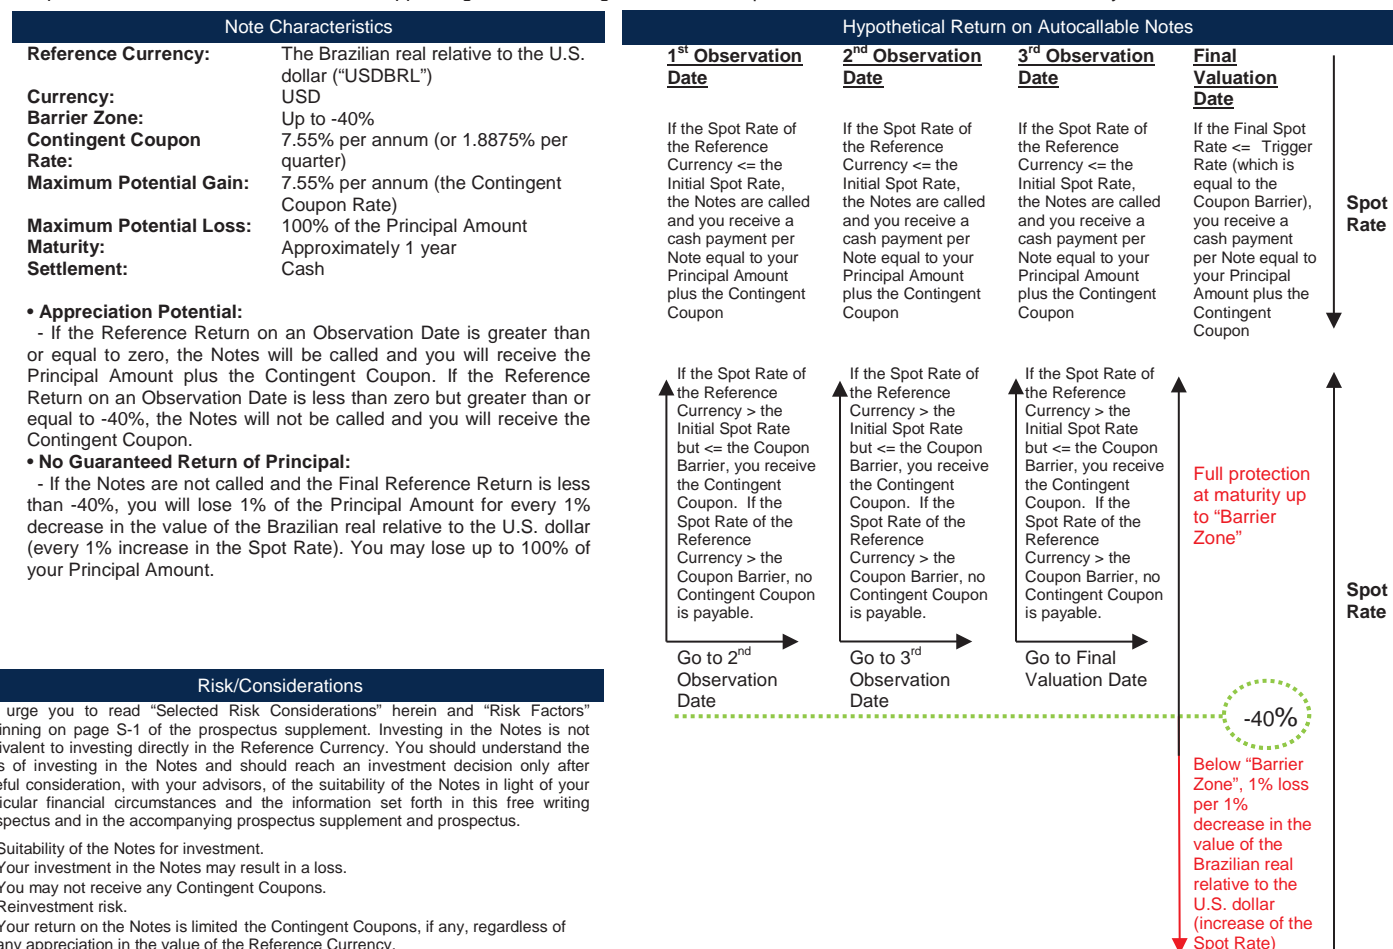 Note Characteristics
Reference Currency: The Brazilian real relative to the U.S.
dollar (“USDBRL”)
Currency: USD
Barrier Zone: Up to -40%
Contingent Coupon 7.55% per annum (or 1.8875% per
Rate: quarter)
Maximum Potential Gain: 7.55% per annum (the Contingent
Coupon Rate)
Maximum Potential Loss: 100% of the Principal Amount
Maturity: Approximately 1 year
Settlement: Cash
• Appreciation Potential:
- If the Reference Return on an Observation Date is greater than
or equal to zero, the Notes will be called and you will receive the
Principal Amount plus the Contingent Coupon. If the Reference
Return on an Observation Date is less than zero but greater than or
equal to -40%, the Notes will not be called and you will receive the
Contingent Coupon.
• No Guaranteed Return of Principal:
- If the Notes are not called and the Final Reference Return is less
than -40%, you will lose 1% of the Principal Amount for every 1%
decrease in the value of the Brazilian real relative to the U.S. dollar
(every 1% increase in the Spot Rate). You may lose up to 100% of
your Principal Amount.
Risk/Considerations
urge you to read “Selected Risk Considerations” herein and “Risk Factors”
inning on page S-1 of the prospectus supplement. Investing in the Notes is not
ivalent to investing directly in the Reference Currency. You should understand the
s of investing in the Notes and should reach an investment decision only after
eful consideration, with your advisors, of the suitability of the Notes in light of your
icular financial circumstances and the information set forth in this free writing
spectus and in the accompanying prospectus supplement and prospectus.
Suitability of the Notes for investment.
Your investment in the Notes may result in a loss.
You may not receive any Contingent Coupons.
Reinvestment risk.
Your return on the Notes is limited the Contingent Coupons, if any, regardless of
any appreciation in the value of the Reference Currency.
Hypothetical Return on Autocallable Notes
1st Observation
Date
If the Spot Rate of
the Reference
Currency <= the
Initial Spot Rate,
the Notes are called
and you receive a
cash payment per
Note equal to your
Principal Amount
plus the Contingent
Coupon
2nd Observation
Date
If the Spot Rate of
the Reference
Currency <= the
Initial Spot Rate,
the Notes are called
and you receive a
cash payment per
Note equal to your
Principal Amount
plus the Contingent
Coupon
3rd Observation
Date
If the Spot Rate of
the Reference
Currency <= the
Initial Spot Rate,
the Notes are called
and you receive a
cash payment per
Note equal to your
Principal Amount
plus the Contingent
Coupon
Final
Valuation
Date
If the Final Spot
Rate <= Trigger
Rate (which is
equal to the
Coupon Barrier),
you receive a
cash payment
per Note equal to
your Principal
Amount plus the
Contingent
Coupon
Spot
Rate
If the Spot Rate of
the Reference
Currency > the
Initial Spot Rate
but <= the Coupon
Barrier, you receive
the Contingent
Coupon. If the
Spot Rate of the
Reference
Currency > the
Coupon Barrier, no
Contingent Coupon
is payable.
Go to 2nd
Observation
Date
If the Spot Rate of
the Reference
Currency > the
Initial Spot Rate
but <= the Coupon
Barrier, you receive
the Contingent
Coupon. If the
Spot Rate of the
Reference
Currency > the
Coupon Barrier, no
Contingent Coupon
is payable.
Go to 3rd
Observation
Date
If the Spot Rate of
the Reference
Currency > the
Initial Spot Rate
but <= the Coupon
Barrier, you receive
the Contingent
Coupon. If the
Spot Rate of the
Reference
Currency > the
Coupon Barrier, no
Contingent Coupon
is payable.
Go to Final
Valuation Date
Full protection
at maturity up
to “Barrier
Zone”
Spot
Rate
-40%
Below “Barrier
Zone”, 1% loss
per 1%
decrease in the
value of the
Brazilian real
relative to the
U.S. dollar
(increase of the
Spot Rate)